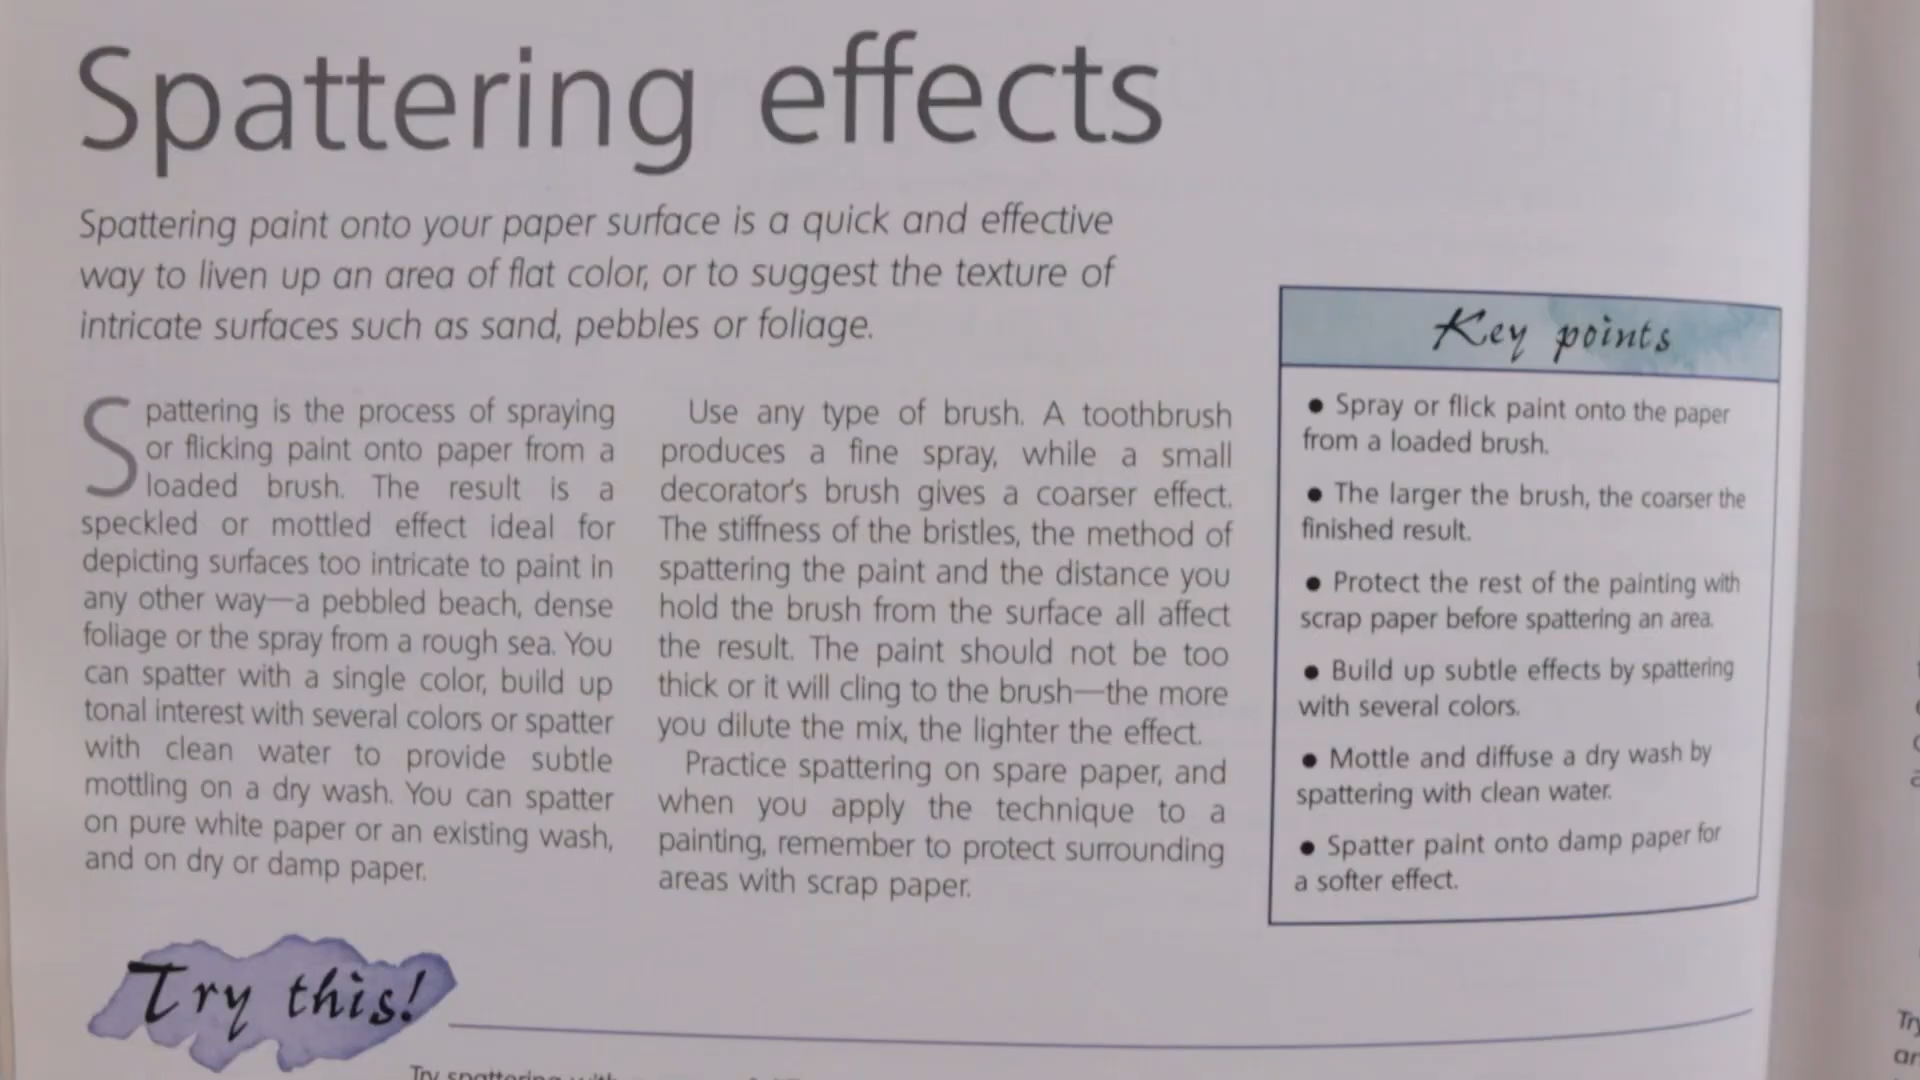 Spattering effects
Spattering paint onto your paper surface is a quick and effective
way to liven up an area of flat color, or to suggest the texture of
intricate surfaces such as sand, pebbles or foliage.
Spattering is the process of spraying
or flicking paint onto paper from a
loaded brush. The result is a
speckled or mottled effect ideal for
depicting surfaces too intricate to paint in
any other way—a pebbled beach, dense
foliage or the spray from a rough sea. You
can spatter with a single color, build up
tonal interest with several colors or spatter
with clean water to provide subtle
mottling on a dry wash. You can spatter
on pure white paper or an existing wash,
and on dry or damp paper.
Use any type of brush. A toothbrush
produces a fine spray, while a small
decorator's brush gives a coarser effect.
The stiffness of the bristles, the method of
spattering the paint and the distance you
hold the brush from the surface all affect
the result. The paint should not be too
thick or it will cling to the brush—the more
you dilute the mix, the lighter the effect.
Practice spattering on spare paper, and
when you apply the technique to a
painting, remember to protect surrounding
areas with scrap paper.
Key points
● Spray or flick paint onto the paper
from a loaded brush.
● The larger the brush, the coarser the
finished result.
● Protect the rest of the painting with
scrap paper before spattering an area.
● Build up subtle effects by spattering
with several colors.
● Mottle and diffuse a dry wash by
spattering with clean water.
● Spatter paint onto damp paper for
a softer effect.
Try this!
Try spattering